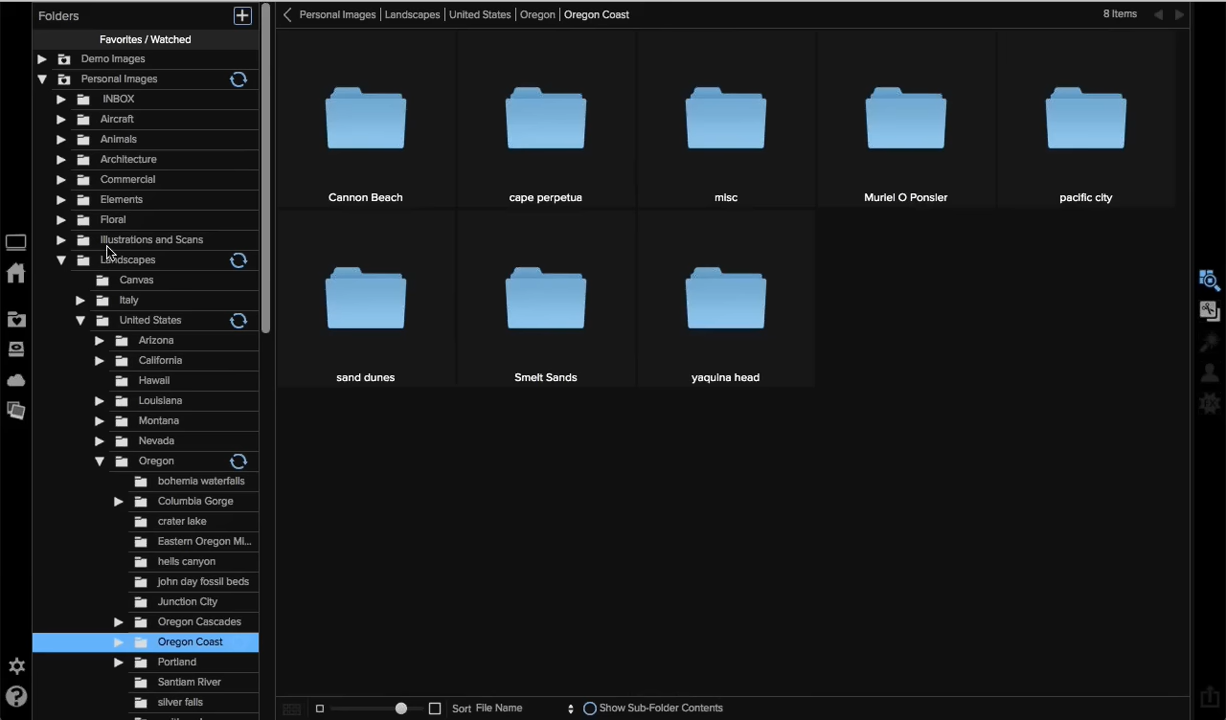 Folders
Favorites / Watched
Demo Images
Personal Images
INBOX
Aircraft
Animals
Architecture
Commercial
Elements
Floral
Illustrations and Scans
Landscapes
Canvas
Italy
United States
Arizona
California
Hawaii
Louisiana
Montana
Nevada
Oregon
bohemia waterfalls
Columbia Gorge
crater lake
Eastern Oregon Mi...
hells canyon
john day fossil beds
Junction City
Oregon Cascades
Oregon Coast
Portland
Santiam River
silver falls
Personal Images | Landscapes | United States | Oregon | Oregon Coast
8 Items
Cannon Beach
cape perpetua
misc
Muriel O Ponsler
pacific city
sand dunes
Smelt Sands
yaquina head
Sort File Name
Show Sub-Folder Contents
EX